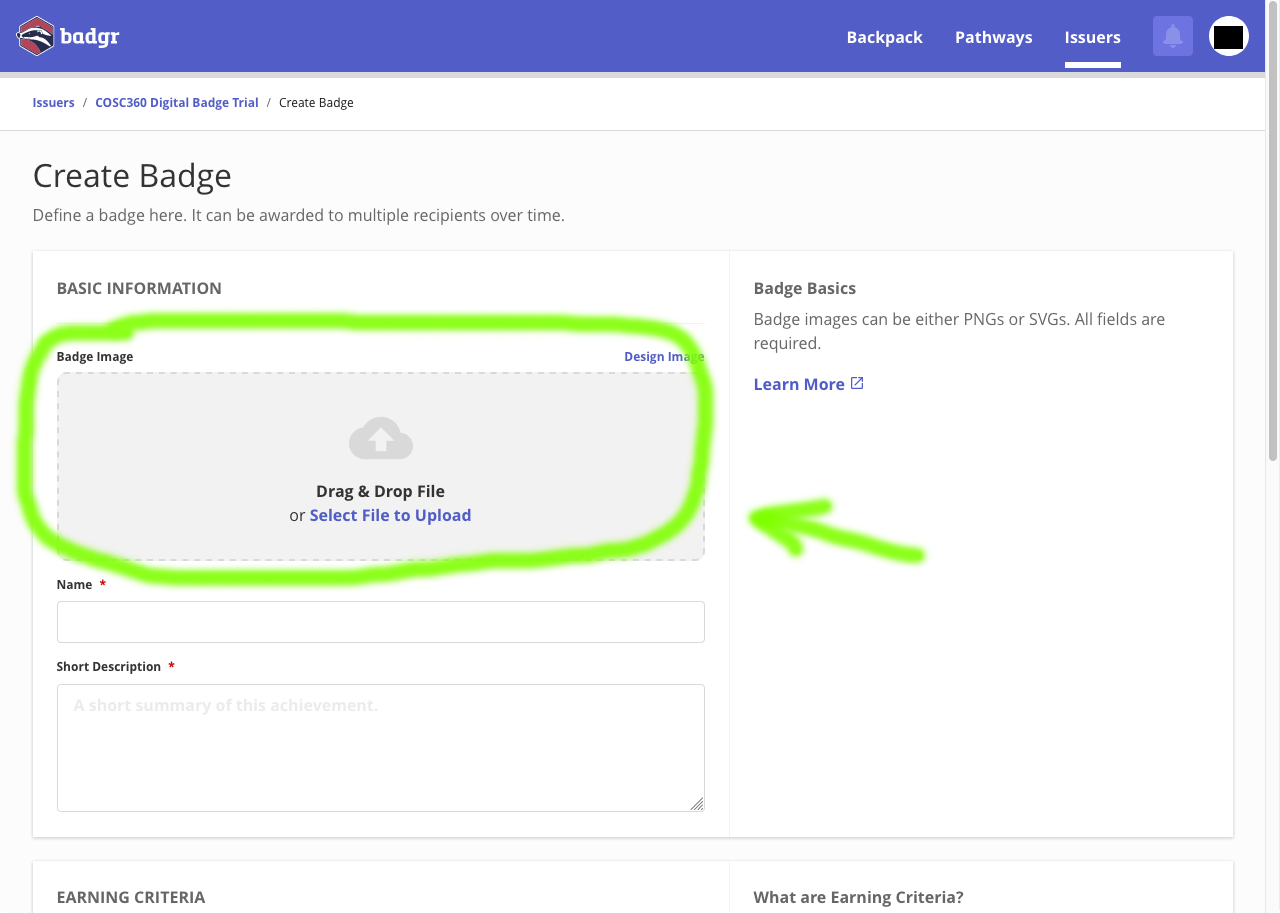 badgr
Backpack Pathways Issuers
Issuers / COSC360 Digital Badge Trial / Create Badge
Create Badge
Define a badge here. It can be awarded to multiple recipients over time.
BASIC INFORMATION
Badge Image Design Image
Drag & Drop File
or Select File to Upload
Name *
Short Description *
A short summary of this achievement.
Badge Basics
Badge images can be either PNGs or SVGs. All fields are
required.
Learn More
EARNING CRITERIA
What are Earning Criteria?